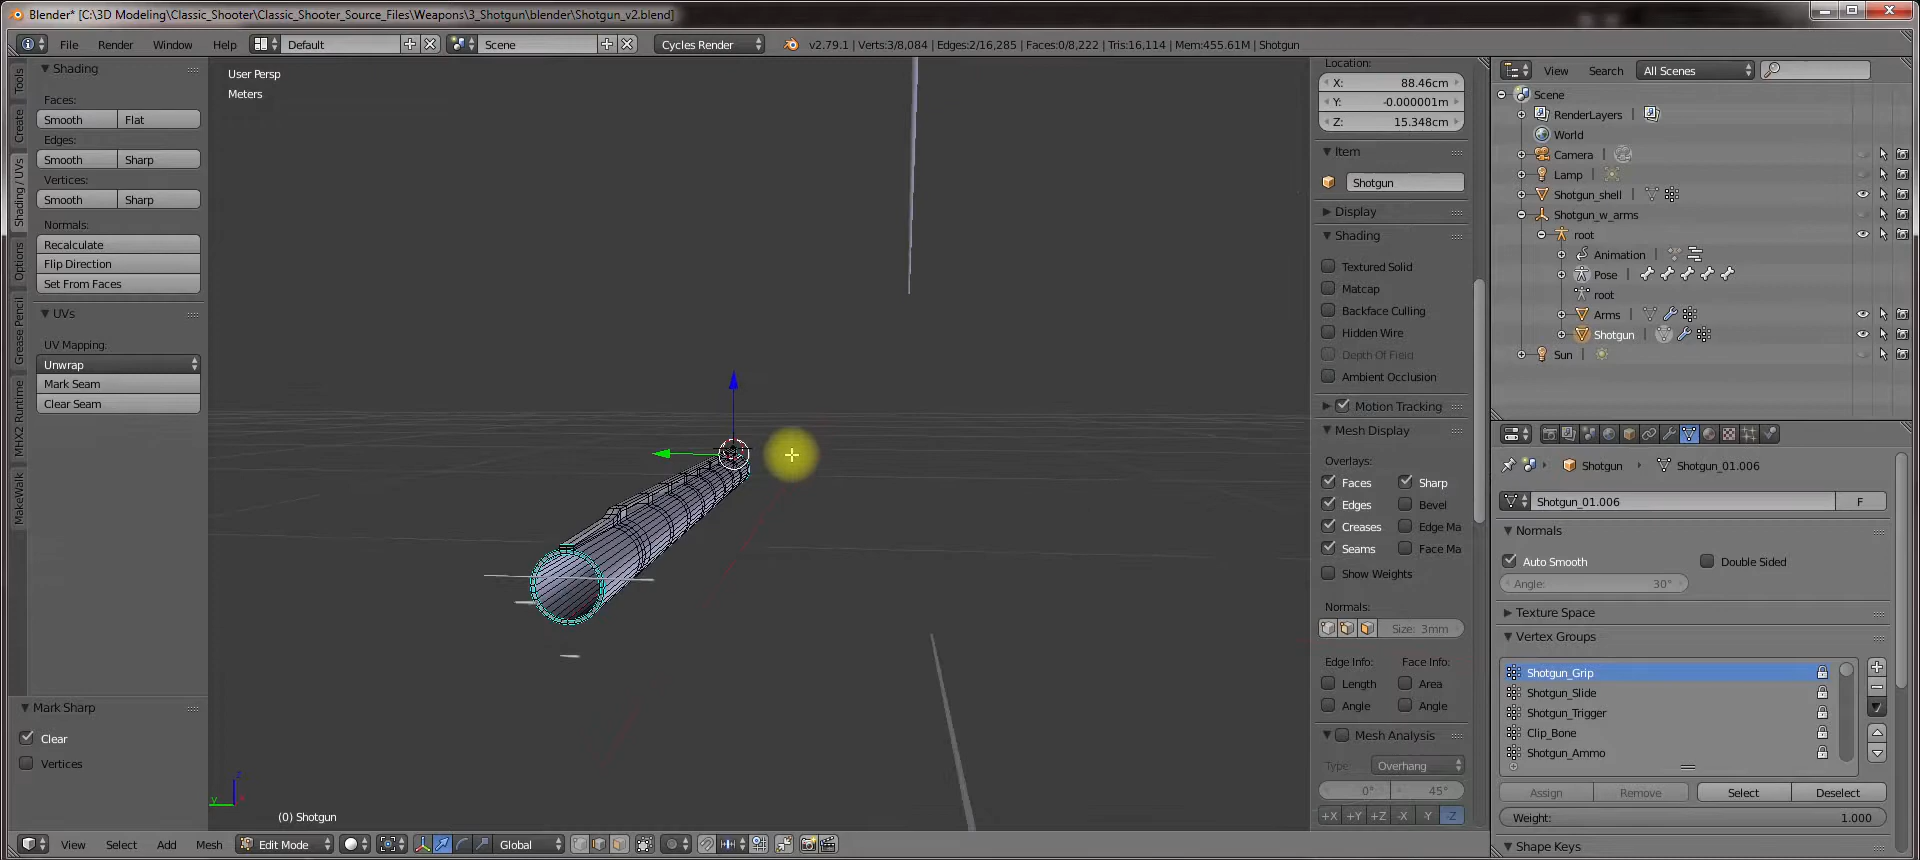 Blender* [C:\3D Modeling\Classic_Shooter\Classic_Shooter_Source_Files\Weapons\3_Shotgun\blender\Shotgun_v2.blend]
File Render Window Help Default Scene Cycles Render v2.79.1 | Verts:3/8,084 | Edges:2/16,285 | Faces:0/8,222 | Tris:16,114 | Mem:455.61M | Shotgun
Tools
Create
Shading / UVs
Options
Grease Pencil
MHX2 Runtime
MakeWalk
Shading
Faces:
Smooth Flat
Edges:
Smooth Sharp
Vertices:
Smooth Sharp
Normals:
Recalculate
Flip Direction
Set From Faces
UVs
UV Mapping:
Unwrap
Mark Seam
Clear Seam
Mark Sharp
Clear
Vertices
User Persp
Meters
z
y
x
(0) Shotgun
View Select Add Mesh Edit Mode Global
Location:
X: 88.46cm
Y: -0.000001m
Z: 15.348cm
Item
Shotgun
Display
Shading
Textured Solid
Matcap
Backface Culling
Hidden Wire
Depth Of Field
Ambient Occlusion
Motion Tracking
Mesh Display
Overlays:
Faces Sharp
Edges Bevel
Creases Edge Ma
Seams Face Ma
Show Weights
Normals:
Size: 3mm
Edge Info: Face Info:
Length Area
Angle Angle
Mesh Analysis
Type: Overhang
0° 45°
+X +Y +Z -X -Y -Z
View Search All Scenes
Scene
RenderLayers
World
Camera
Lamp
Shotgun_shell
Shotgun_w_arms
root
Animation
Pose
root
Arms
Shotgun
Sun
Shotgun Shotgun_01.006
Shotgun_01.006 F
Normals
Auto Smooth Double Sided
Angle: 30°
Texture Space
Vertex Groups
Shotgun_Grip
Shotgun_Slide
Shotgun_Trigger
Clip_Bone
Shotgun_Ammo
Assign Remove Select Deselect
Weight: 1.000
Shape Keys